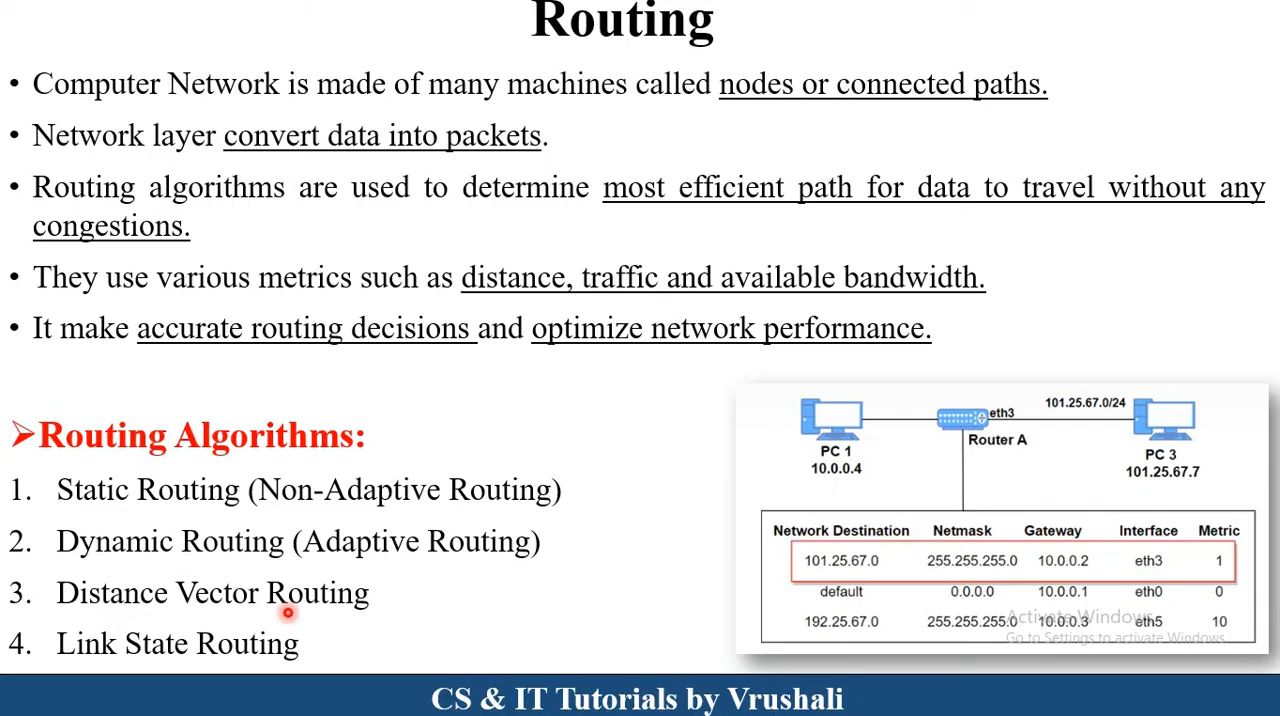 Routing
• Computer Network is made of many machines called nodes or connected paths.
• Network layer convert data into packets.
• Routing algorithms are used to determine most efficient path for data to travel without any
congestions.
• They use various metrics such as distance, traffic and available bandwidth.
• It make accurate routing decisions and optimize network performance.
➢Routing Algorithms:
1. Static Routing (Non-Adaptive Routing)
2. Dynamic Routing (Adaptive Routing)
3. Distance Vector Routing
4. Link State Routing
eth3
101.25.67.0/24
Router A
PC 1
10.0.0.4
PC 3
101.25.67.7
Network Destination Netmask Gateway Interface Metric
101.25.67.0 255.255.255.0 10.0.0.2 eth3 1
default 0.0.0.0 10.0.0.1 eth0 0
192.25.67.0 255.255.255.0 10.0.0.3 eth5 10
Activate Windows
Go to Settings to activate Windows.
CS & IT Tutorials by Vrushali